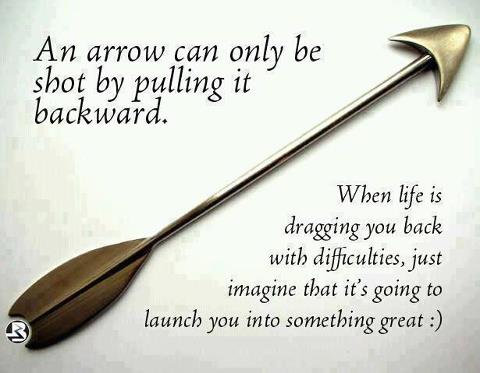 An arrow can only be
shot by pulling it
backward.
When life is
dragging you back
with difficulties, just
imagine that it's going to
launch you into something great :)